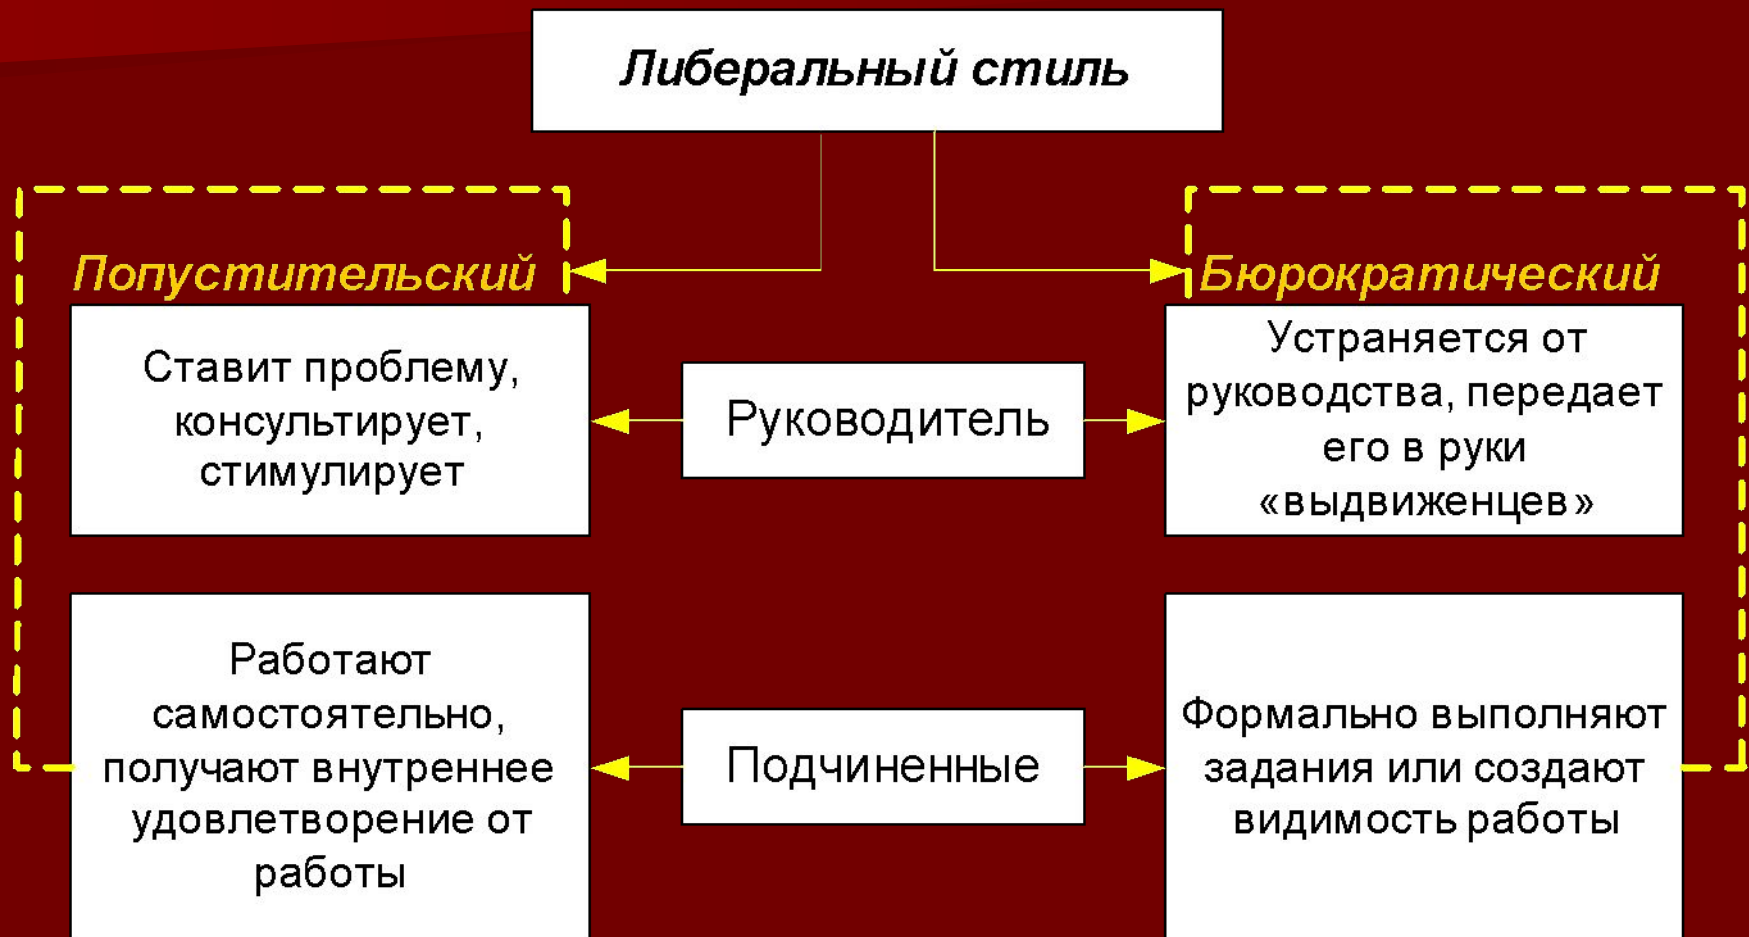 Либеральный стиль
Попустительский
Бюрократический
Ставит проблему,
консультирует,
стимулирует
Руководитель
Устраняется от
руководства, передает
его в руки
«выдвиженцев»
Работают
самостоятельно,
получают внутреннее
удовлетворение от
работы
Подчиненные
Формально выполняют
задания или создают
видимость работы